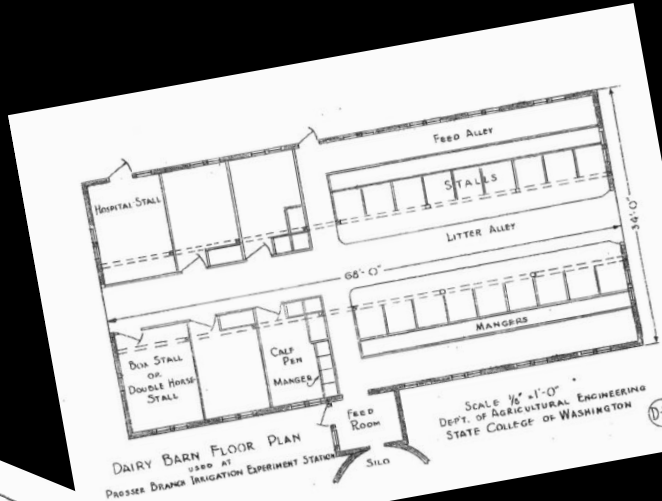 FEED ALLEY
HOSPITAL STALL
STALLS
LITTER ALLEY
34'-0"
68'-0"
MANGERS
BOX STALL
OR
DOUBLE HORSE
STALL
CALF
PEN
MANGER
FEED
ROOM
SILO
SCALE 1/8" = 1'-0"
DEP'T. OF AGRICULTURAL ENGINEERING
STATE COLLEGE OF WASHINGTON
DAIRY BARN FLOOR PLAN
USED AT
PROSSER BRANCH IRRIGATION EXPERIMENT STATION